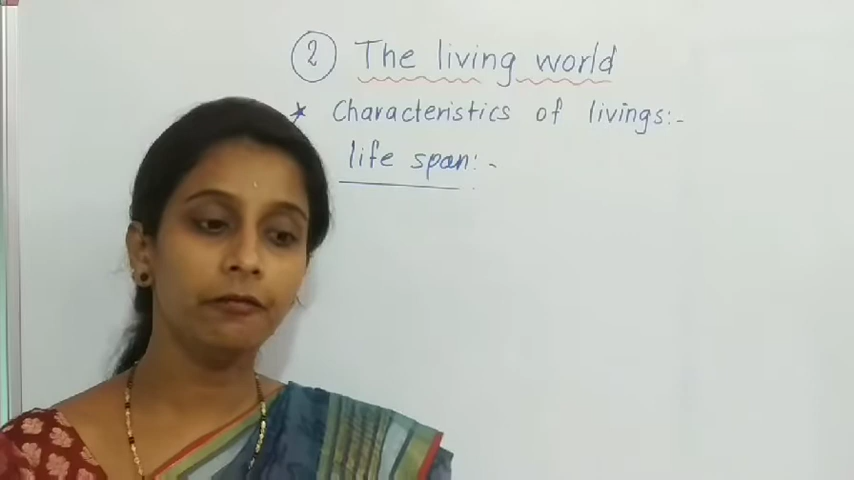 2 The living world
* Characteristics of livings:-
life span:-